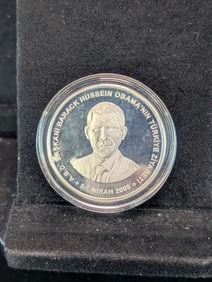 A.B.D. BAŞKANI BARACK HUSSEIN OBAMA'NIN TÜRKİYE ZİYARETİ
NİSAN 2009